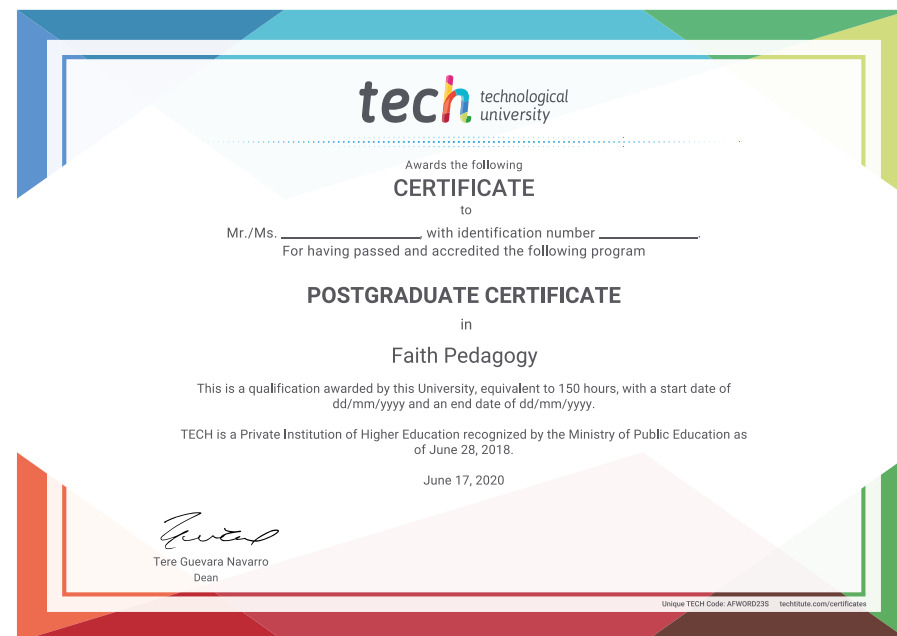 tech technological
university
Awards the following
CERTIFICATE
to
Mr./Ms. ____________________, with identification number ______________.
For having passed and accredited the following program
POSTGRADUATE CERTIFICATE
in
Faith Pedagogy
This is a qualification awarded by this University, equivalent to 150 hours, with a start date of
dd/mm/yyyy and an end date of dd/mm/yyyy.
TECH is a Private Institution of Higher Education recognized by the Ministry of Public Education as
of June 28, 2018.
June 17, 2020
Tere Guevara Navarro
Dean
Unique TECH Code: AFWORD23S techtitute.com/certificates